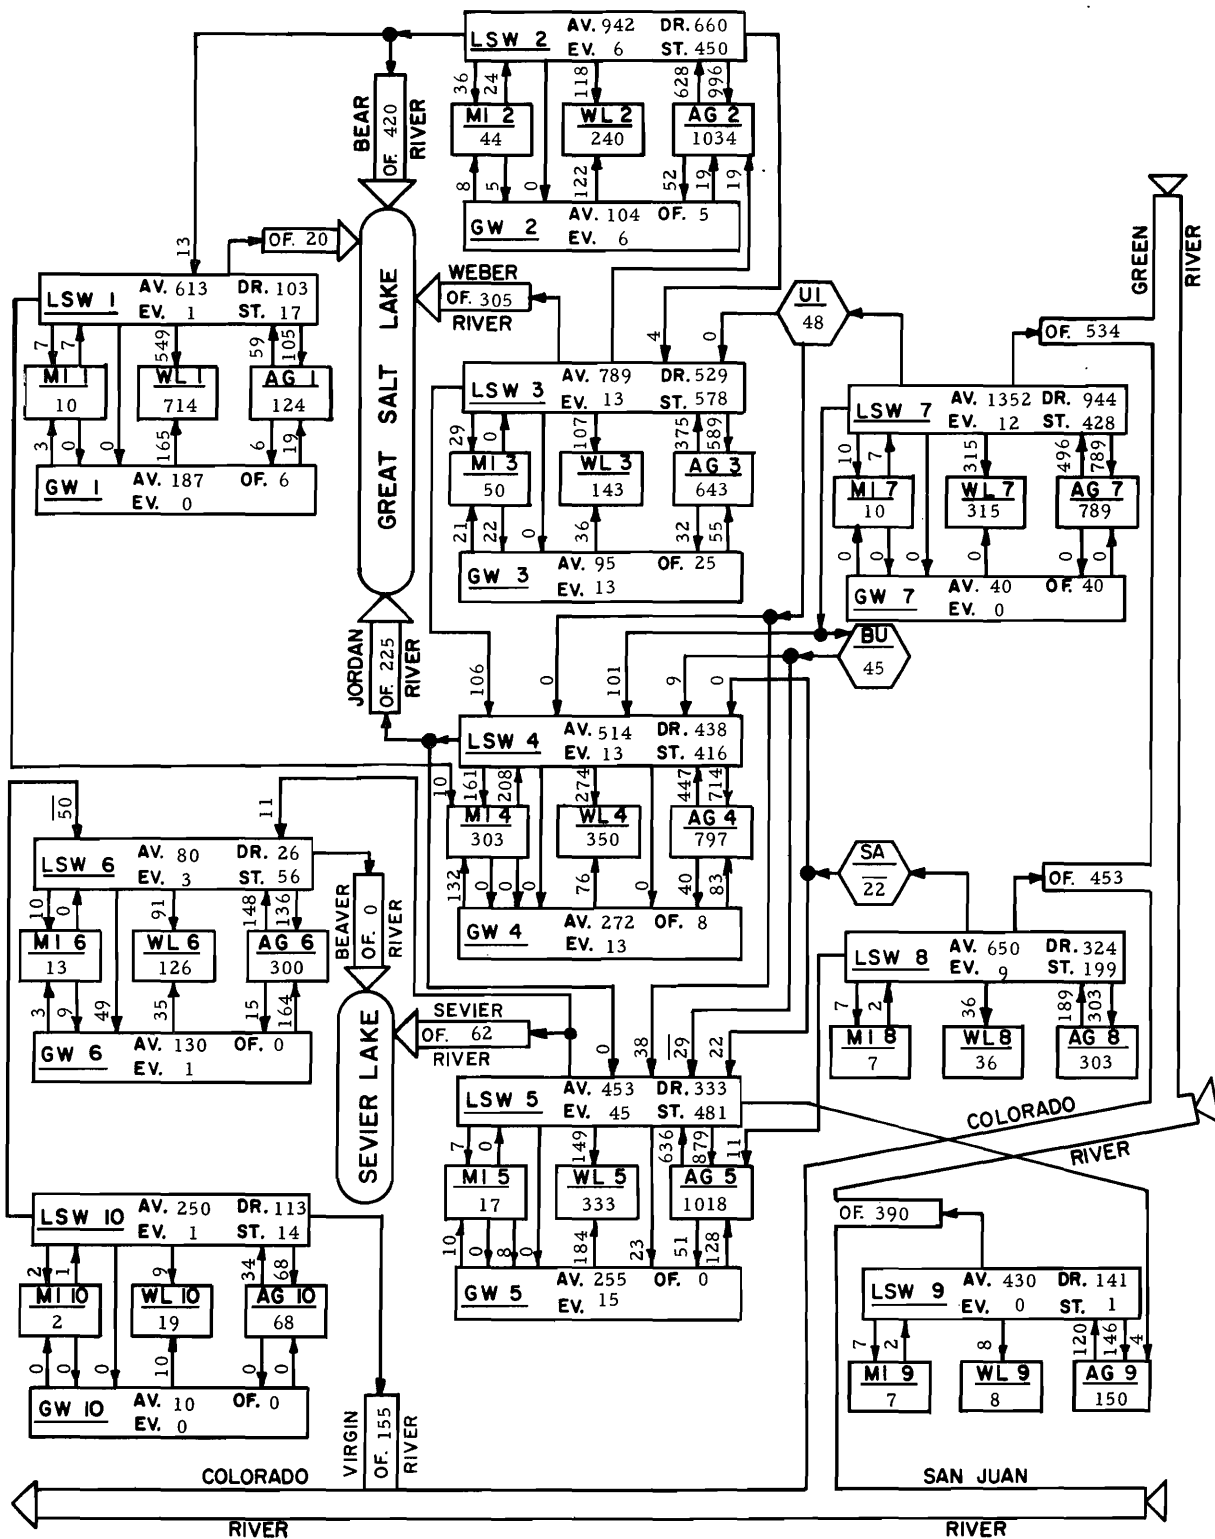 LSW 2 AV. 942 DR. 660
EV. 6 ST. 450
36 24 118 628 996
MI 2 WL 2 AG 2
44 240 1034
8 5 0 122 52 19 19
GW 2 AV. 104 OF. 5
EV. 6
BEAR
OF. 420
RIVER
13
OF. 20
LSW 1 AV. 613 DR. 103
EV. 1 ST. 17
7 7 549 59 105
MI 1 WL 1 AG 1
10 714 124
3 0 0 165 6 19
GW 1 AV. 187 OF. 6
EV. 0
GREAT SALT LAKE
WEBER
OF. 305
RIVER
4 0
UI
48
LSW 3 AV. 789 DR. 529
EV. 13 ST. 578
29 0 107 375 589
MI 3 WL 3 AG 3
50 143 643
21 22 0 36 32 55
GW 3 AV. 95 OF. 25
EV. 13
GREEN
RIVER
OF. 534
LSW 7 AV. 1352 DR. 944
EV. 12 ST. 428
10 7 315 496 789
MI 7 WL 7 AG 7
10 315 789
0 0 0 0 0 0
GW 7 AV. 40 OF. 40
EV. 0
BU
45
JORDAN
OF. 225
RIVER
106 0 101 9 0
LSW 4 AV. 514 DR. 438
EV. 13 ST. 416
10 161 208 274 0 447 714
MI 4 WL 4 AG 4
303 350 797
132 0 0 0 76 40 83
GW 4 AV. 272 OF. 8
EV. 13
50 11
LSW 6 AV. 80 DR. 26
EV. 3 ST. 56
10 0 91 148 136
MI 6 WL 6 AG 6
13 126 300
3 9 49 35 15 164
GW 6 AV. 130 OF. 0
EV. 1
BEAVER
OF. 0
RIVER
SEVIER LAKE
SEVIER
OF. 62
RIVER
SA
22
OF. 453
LSW 8 AV. 650 DR. 324
EV. 9 ST. 199
7 2 36 189 303
MI 8 WL 8 AG 8
7 36 303
0 38 29 22
LSW 5 AV. 453 DR. 333
EV. 45 ST. 481
7 0 149 636 879 11
MI 5 WL 5 AG 5
17 333 1018
10 0 8 0 184 23 51 128
GW 5 AV. 255 OF. 0
EV. 15
COLORADO
RIVER
OF. 390
LSW 9 AV. 430 DR. 141
EV. 0 ST. 1
7 2 8 120 146 4
MI 9 WL 9 AG 9
7 8 150
LSW 10 AV. 250 DR. 113
EV. 1 ST. 14
2 1 9 34 68
MI 10 WL 10 AG 10
2 19 68
0 0 0 10 0 0
GW 10 AV. 10 OF. 0
EV. 0
VIRGIN
OF. 155
RIVER
COLORADO
RIVER
SAN JUAN
RIVER